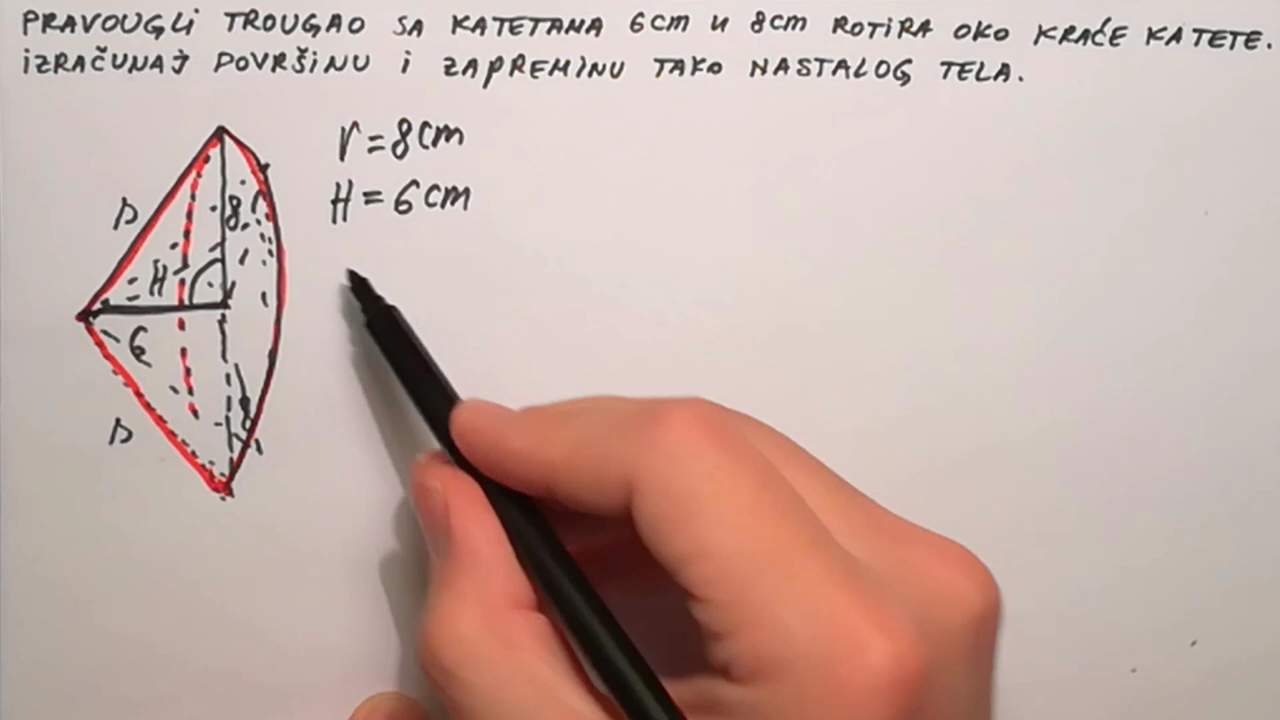 PRAVOUGLI TROUGAO SA KATETAMA 6cm U 8cm ROTIRA OKO KRAĆE KATETE.
IZRAČUNAJ POVRŠINU I ZAPREMINU TAKO NASTALOG TELA.
r=8cm
H=6cm
s
8
H
6
s
8